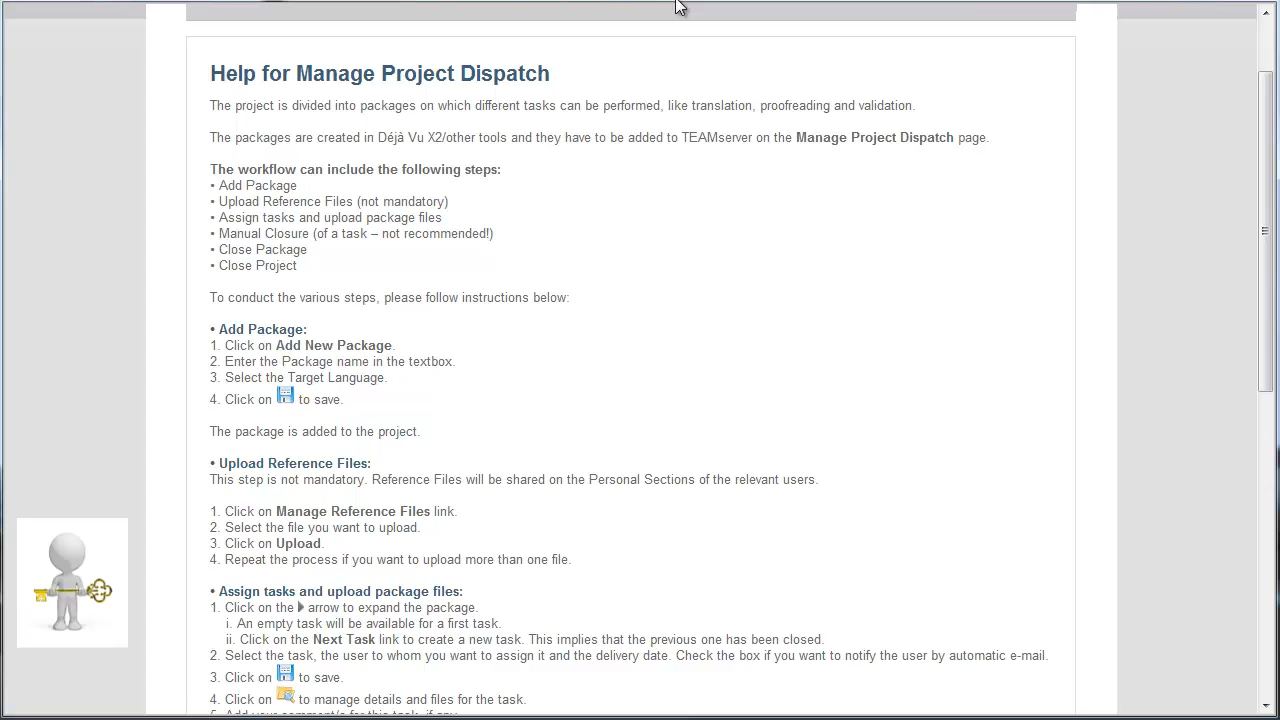 Help for Manage Project Dispatch
The project is divided into packages on which different tasks can be performed, like translation, proofreading and validation.
The packages are created in Déjà Vu X2/other tools and they have to be added to TEAMserver on the Manage Project Dispatch page.
The workflow can include the following steps:
• Add Package
• Upload Reference Files (not mandatory)
• Assign tasks and upload package files
• Manual Closure (of a task – not recommended!)
• Close Package
• Close Project
To conduct the various steps, please follow instructions below:
• Add Package:
1. Click on Add New Package.
2. Enter the Package name in the textbox.
3. Select the Target Language.
4. Click on to save.
The package is added to the project.
• Upload Reference Files:
This step is not mandatory. Reference Files will be shared on the Personal Sections of the relevant users.
1. Click on Manage Reference Files link.
2. Select the file you want to upload.
3. Click on Upload.
4. Repeat the process if you want to upload more than one file.
• Assign tasks and upload package files:
1. Click on the arrow to expand the package.
i. An empty task will be available for a first task.
ii. Click on the Next Task link to create a new task. This implies that the previous one has been closed.
2. Select the task, the user to whom you want to assign it and the delivery date. Check the box if you want to notify the user by automatic e-mail.
3. Click on to save.
4. Click on to manage details and files for the task.
5. Add your comment/s for this task, if any